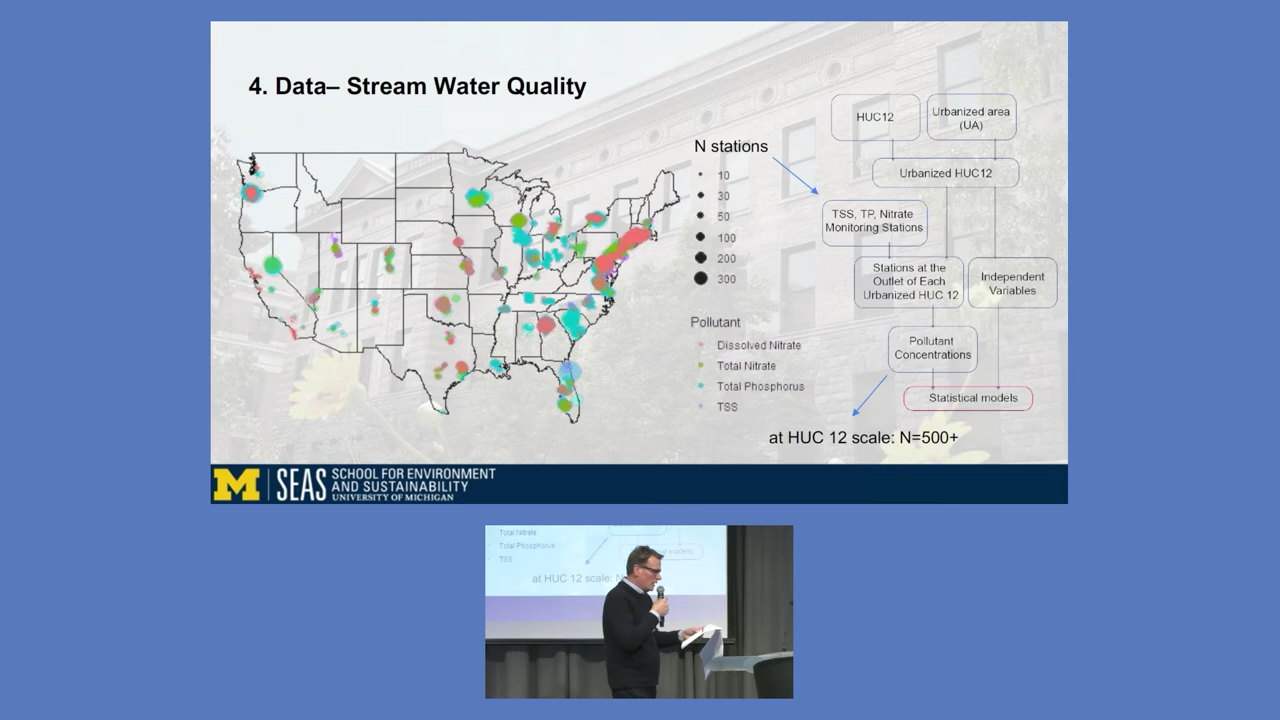 4. Data– Stream Water Quality
N stations
10
30
50
100
200
300
Pollutant
Dissolved Nitrate
Total Nitrate
Total Phosphorus
TSS
HUC12
Urbanized area
(UA)
Urbanized HUC12
TSS, TP, Nitrate
Monitoring Stations
Stations at the
Outlet of Each
Urbanized HUC 12
Independent
Variables
Pollutant
Concentrations
Statistical models
at HUC 12 scale: N=500+
M
SEAS
SCHOOL FOR ENVIRONMENT
AND SUSTAINABILITY
UNIVERSITY OF MICHIGAN
Total Nitrate
Total Phosphorus
TSS
models
at HUC 12 scale: N